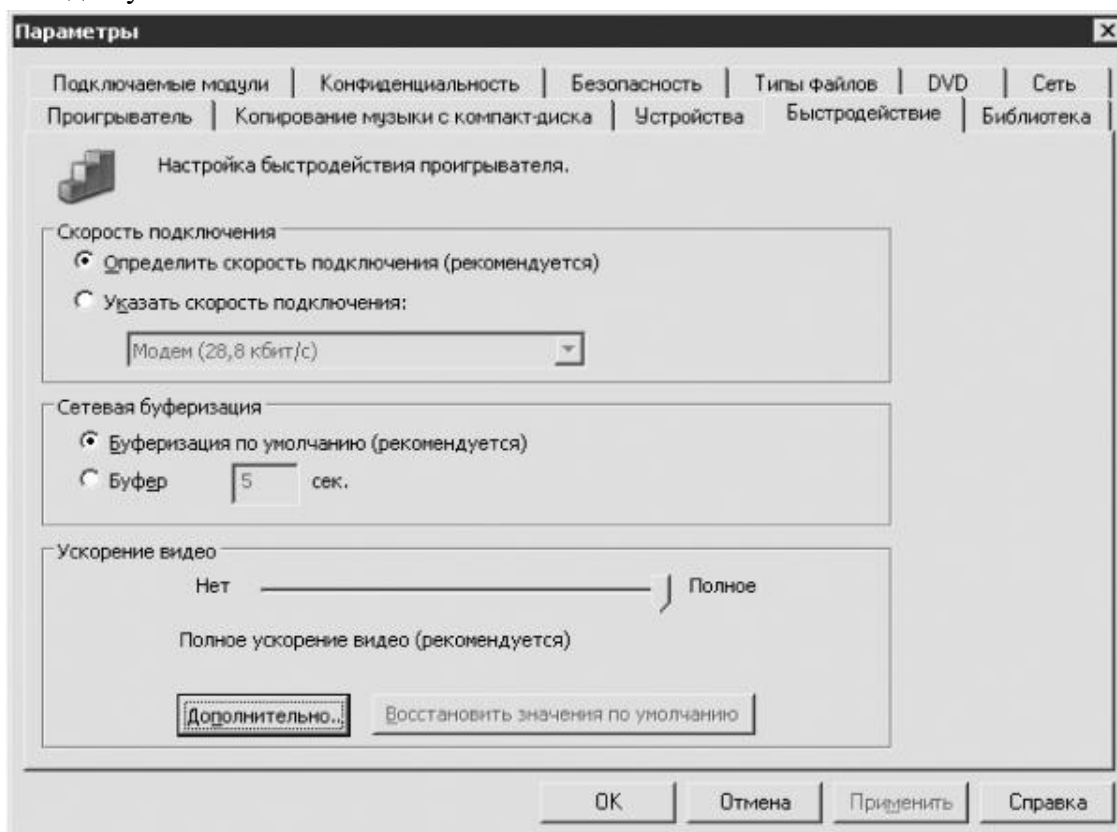 Параметры
Подключаемые модули Конфиденциальность Безопасность Типы файлов DVD Сеть
Проигрыватель Копирование музыки с компакт-диска Устройства Быстродействие Библиотека
Настройка быстродействия проигрывателя.
Скорость подключения
Определить скорость подключения (рекомендуется)
Указать скорость подключения:
Модем (28,8 кбит/с)
Сетевая буферизация
Буферизация по умолчанию (рекомендуется)
Буфер 5 сек.
Ускорение видео
Нет Полное
Полное ускорение видео (рекомендуется)
Дополнительно.. Восстановить значения по умолчанию
OK Отмена Применить Справка